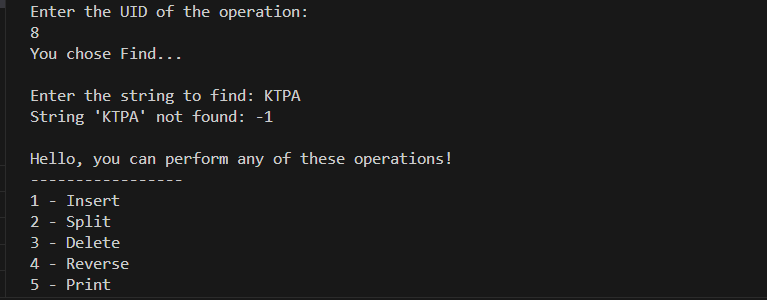 Enter the UID of the operation:
8
You chose Find...
Enter the string to find: KTPA
String 'KTPA' not found: -1
Hello, you can perform any of these operations!
-----------------
1 - Insert
2 - Split
3 - Delete
4 - Reverse
5 - Print